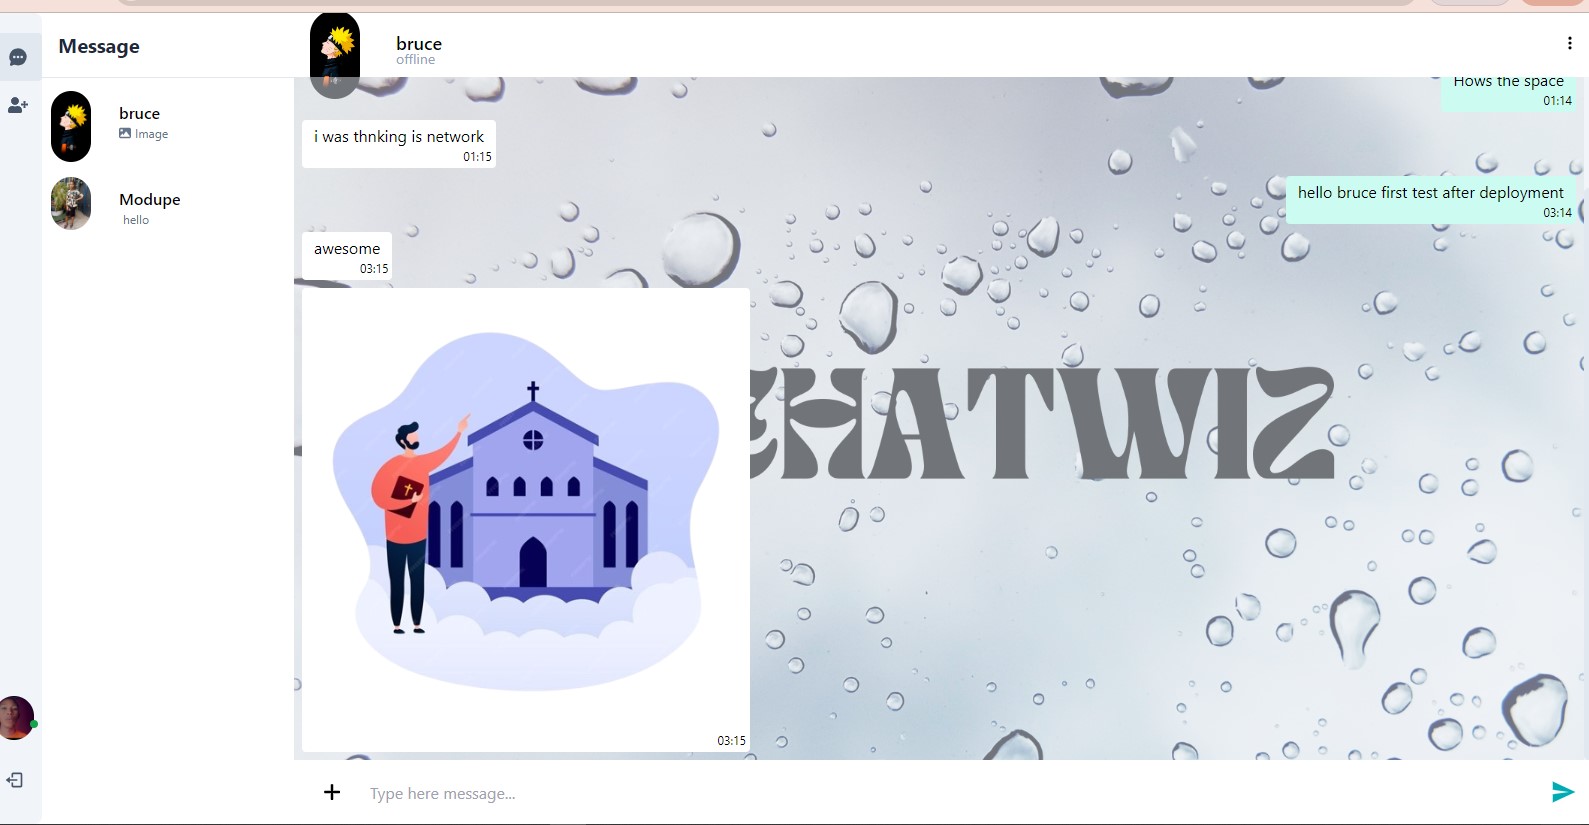 Message
bruce
offline
bruce
Image
Modupe
hello
Hows the space
01:14
i was thnking is network
01:15
hello bruce first test after deployment
03:14
awesome
03:15
CHATWIZ
03:15
Type here message...